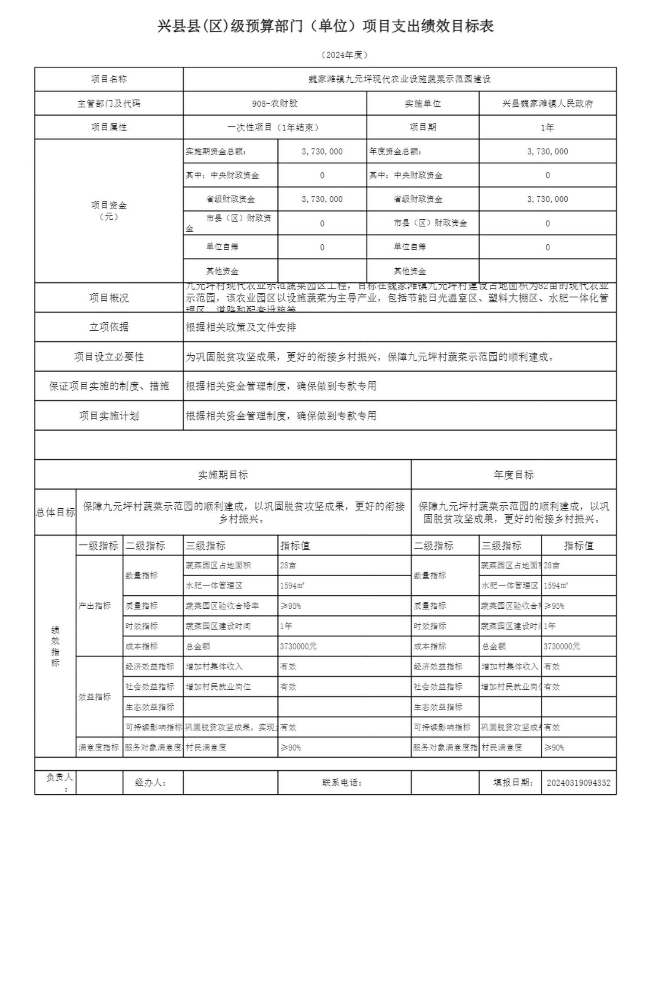 兴县县(区)级预算部门（单位）项目支出绩效目标表
（2024年度）
项目名称 魏家滩镇九元坪现代农业设施蔬菜示范园建设
主管部门及代码 908-农财股 实施单位 兴县魏家滩镇人民政府
项目属性 一次性项目（1年结束） 项目期 1年
项目资金
（元）
实施期资金总额: 3,730,000 年度资金总额: 3,730,000
其中: 中央财政资金 0 其中: 中央财政资金 0
省级财政资金 3,730,000 省级财政资金 3,730,000
市县（区）财政资
金 0 市县（区）财政资金 0
单位自筹 0 单位自筹 0
其他资金 其他资金
项目概况
九元坪村现代农业示范蔬菜园区工程，目标在魏家滩镇九元坪村建设占地面积为82亩的现代农业
示范园，该农业园区以设施蔬菜为主导产业，包括节能日光温室区、塑料大棚区、水肥一体化管
理区、道路和配套设施等
立项依据 根据相关政策及文件安排
项目设立必要性 为巩固脱贫攻坚成果，更好的衔接乡村振兴，保障九元坪村蔬菜示范园的顺利建成。
保证项目实施的制度、措施 根据相关资金管理制度，确保做到专款专用
项目实施计划 根据相关资金管理制度，确保做到专款专用
实施期目标 年度目标
总体目标
保障九元坪村蔬菜示范园的顺利建成，以巩固脱贫攻坚成果，更好的衔接
乡村振兴。
保障九元坪村蔬菜示范园的顺利建成，以巩
固脱贫攻坚成果，更好的衔接乡村振兴。
绩
效
指
标
一级指标 二级指标 三级指标 指标值 二级指标 三级指标 指标值
产出指标
数量指标 蔬菜园区占地面积 28亩 数量指标 蔬菜园区占地面 28亩
水肥一体管理区 1594㎡ 水肥一体管理区 1594㎡
质量指标 蔬菜园区验收合格率 ≥95% 质量指标 蔬菜园区验收合 ≥95%
时效指标 蔬菜园区建设时间 1年 时效指标 蔬菜园区建设时 1年
成本指标 总金额 3730000元 成本指标 总金额 3730000元
效益指标
经济效益指标 增加村集体收入 有效 经济效益指标 增加村集体收入 有效
社会效益指标 增加村民就业岗位 有效 社会效益指标 增加村民就业岗 有效
生态效益指标 生态效益指标
可持续影响指标 巩固脱贫攻坚成果，实现 有效 可持续影响指标 巩固脱贫攻坚成 有效
满意度指标 服务对象满意度 村民满意度 ≥90% 服务对象满意度指 村民满意度 ≥90%
负责人
: 经办人: 联系电话: 填报日期: 20240319094352